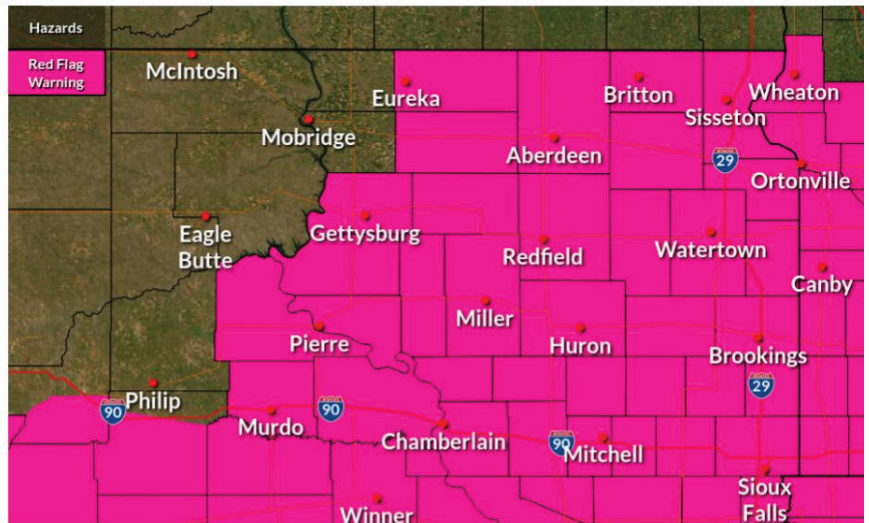 Hazards
Red Flag
Warning
McIntosh
Eureka
Britton
Wheaton
Sisseton
Mobridge
Aberdeen
29
Ortonville
Eagle
Butte
Gettysburg
Redfield
Watertown
Canby
Pierre
Miller
Huron
Brookings
Philip
90
Murdo
90
29
Chamberlain
90
Mitchell
Winner
Sioux
Falls